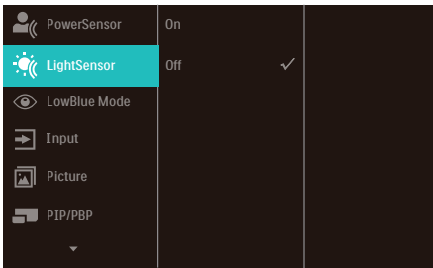 PowerSensor
On
LightSensor
Off
LowBlue Mode
Input
Picture
PIP/PBP